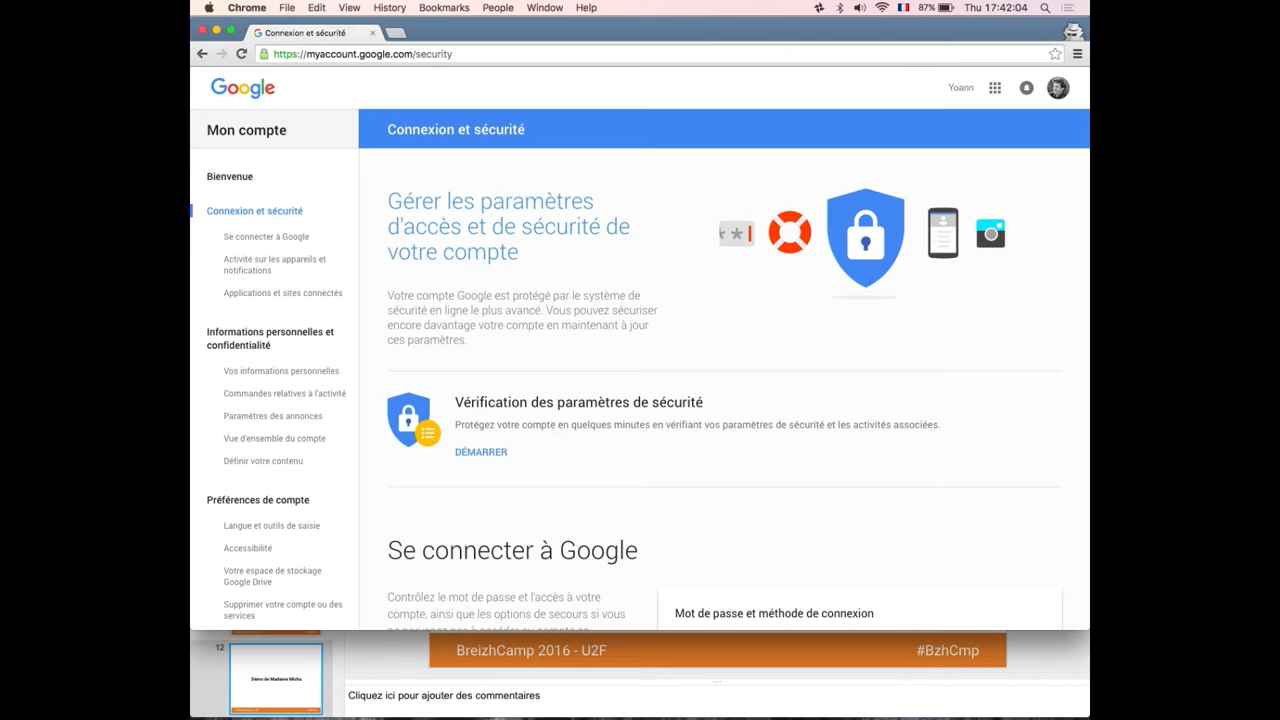 Chrome File Edit View History Bookmarks People Window Help 87% Thu 17:42:04
Connexion et sécurité
https://myaccount.google.com/security
Google
Yoann
Mon compte
Connexion et sécurité
Bienvenue
Connexion et sécurité
Se connecter à Google
Activité sur les appareils et
notifications
Applications et sites connectés
Informations personnelles et
confidentialité
Vos informations personnelles
Commandes relatives à l'activité
Paramètres des annonces
Vue d'ensemble du compte
Définir votre contenu
Préférences de compte
Langue et outils de saisie
Accessibilité
Votre espace de stockage
Google Drive
Supprimer votre compte ou des
services
Gérer les paramètres
d'accès et de sécurité de
votre compte
Votre compte Google est protégé par le système de
sécurité en ligne le plus avancé. Vous pouvez sécuriser
encore davantage votre compte en maintenant à jour
ces paramètres.
Vérification des paramètres de sécurité
Protégez votre compte en quelques minutes en vérifiant vos paramètres de sécurité et les activités associées.
DÉMARRER
Se connecter à Google
Contrôlez le mot de passe et l'accès à votre
compte, ainsi que les options de secours si vous
Mot de passe et méthode de connexion
12
Démo de Madame Michu
BreizhCamp 2016 - U2F
#BzhCmp
Cliquez ici pour ajouter des commentaires